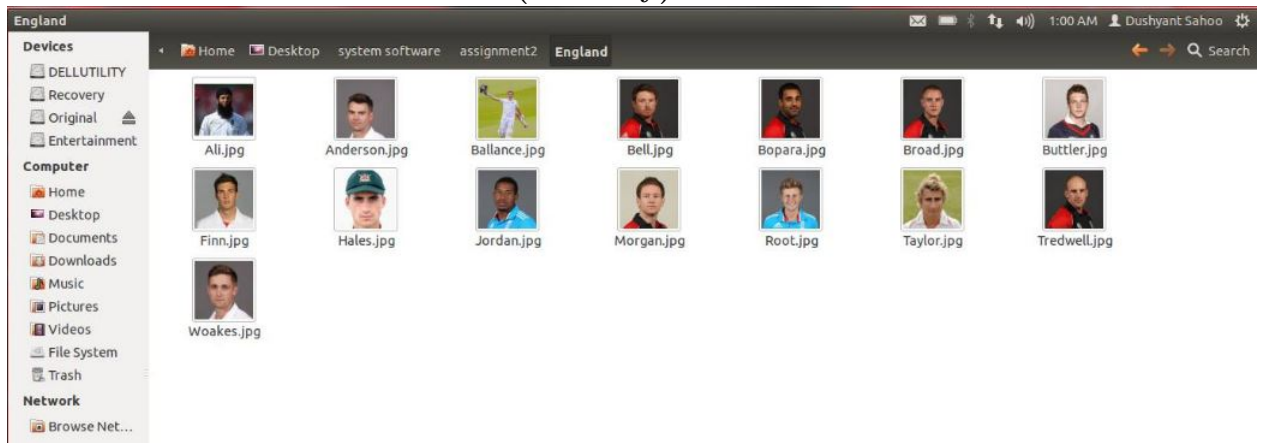 England 1:00 AM Dushyant Sahoo
Devices
Home Desktop system software assignment2 England Search
DELLUTILITY
Recovery
Original
Entertainment
Ali.jpg Anderson.jpg Ballance.jpg Bell.jpg Bopara.jpg Broad.jpg Buttler.jpg
Computer
Home
Desktop
Documents
Finn.jpg Hales.jpg Jordan.jpg Morgan.jpg Root.jpg Taylor.jpg Tredwell.jpg
Downloads
Music
Pictures
Videos
Woakes.jpg
File System
Trash
Network
Browse Net...